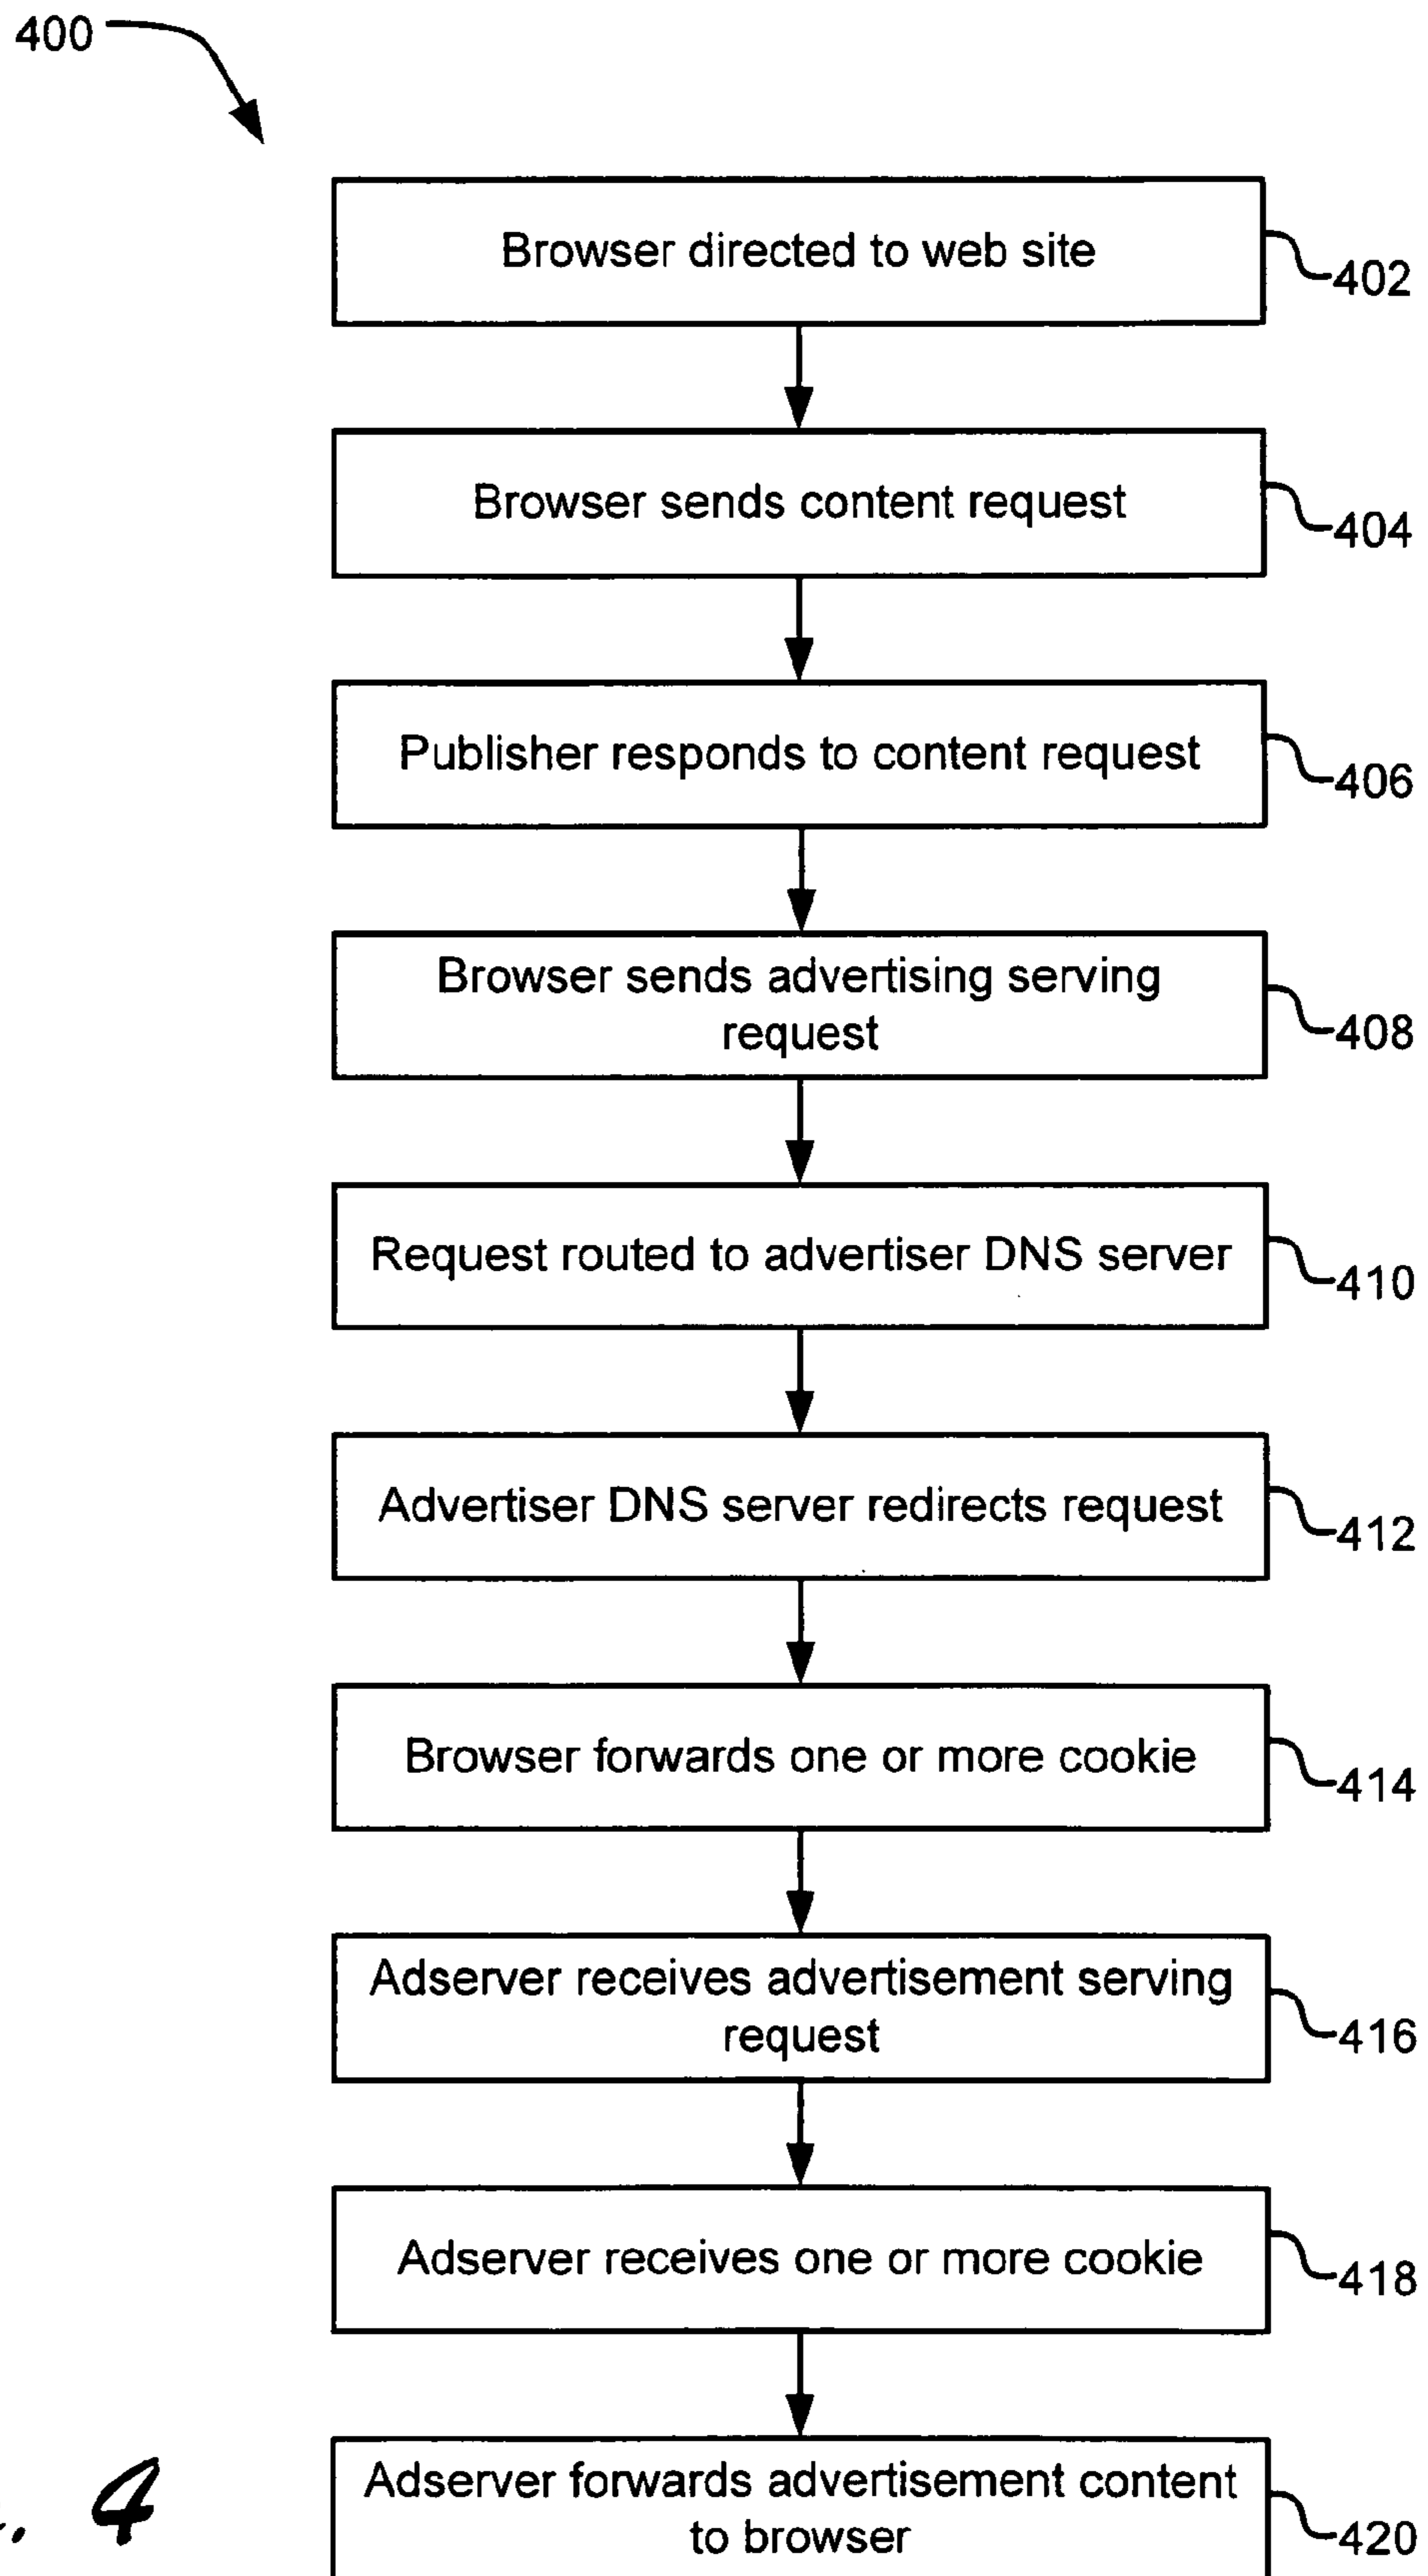 400
Browser directed to web site
402
Browser sends content request
404
Publisher responds to content request
406
Browser sends advertising serving
request
408
Request routed to advertiser DNS server
410
Advertiser DNS server redirects request
412
Browser forwards one or more cookie
414
Adserver receives advertisement serving
request
416
Adserver receives one or more cookie
418
Adserver forwards advertisement content
to browser
420
4